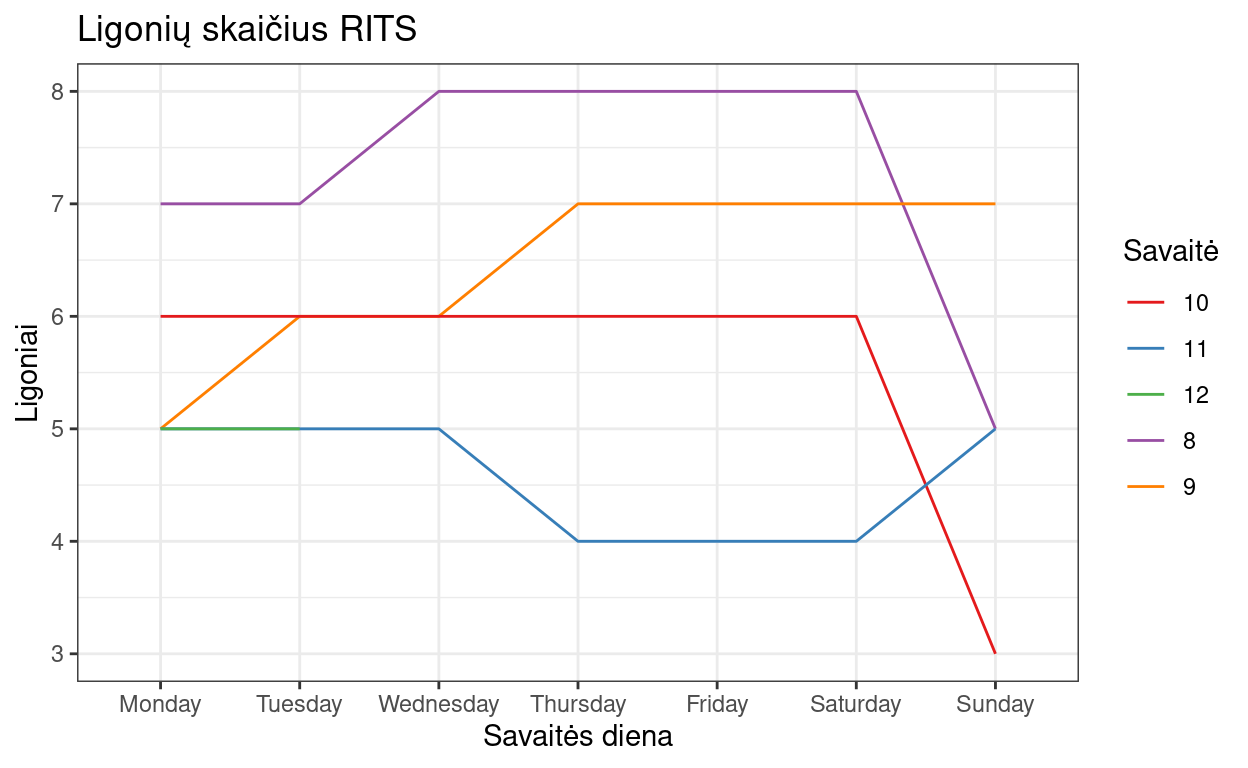 Ligonių skaičius RITS
8
7
6
5
4
3
Ligoniai
Monday Tuesday Wednesday Thursday Friday Saturday Sunday
Savaitės diena
Savaitė
10
11
12
8
9